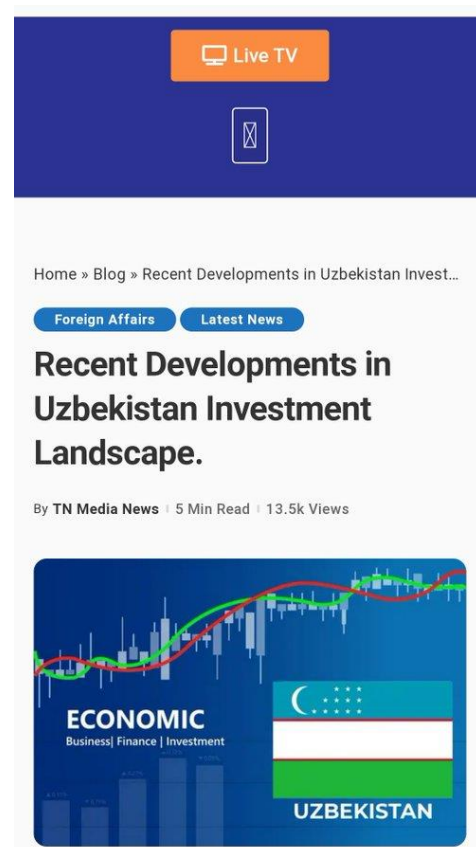 Live TV
Home » Blog » Recent Developments in Uzbekistan Invest...
Foreign Affairs Latest News
Recent Developments in
Uzbekistan Investment
Landscape.
By TN Media News 5 Min Read 13.5k Views
ECONOMIC
Business| Finance | Investment
UZBEKISTAN